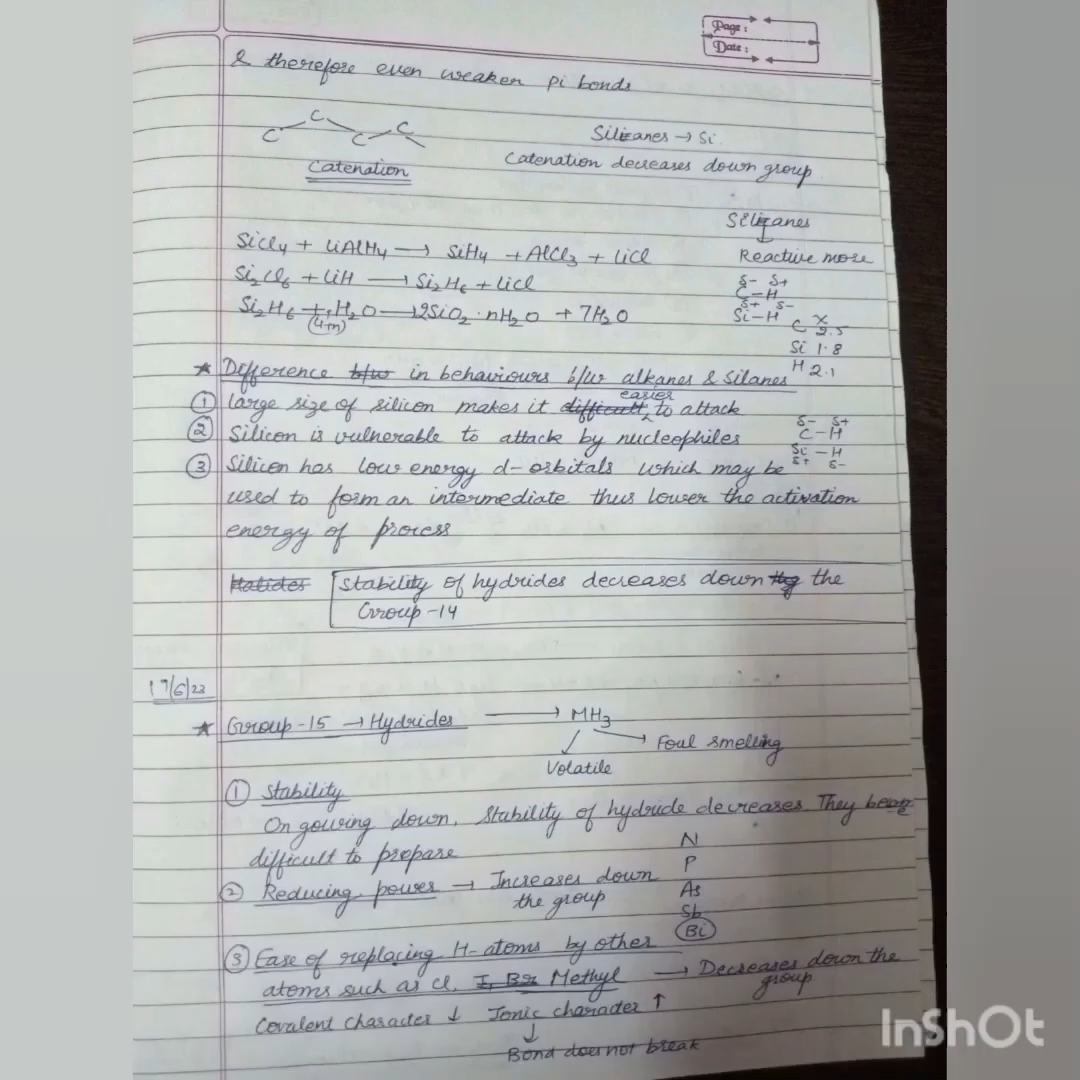 Page :
Date :
& therefore even weaker pi bonds
C C C C
Silicanes → Si
Catenation
Catenation decreases down group
Silicanes
↓
Reactive more
SiCl4 + LiAlH4 → SiH4 + AlCl3 + LiCl
Si2Cl6 + LiH → Si2H6 + LiCl
δ- δ+
C-H
Si2H6 + H2O → 2SiO2·nH2O + 7H2O
(4+n)
δ+ δ-
Si-H
x
C 2.5
Si 1.8
H 2.1
* Difference b/w in behaviours b/w alkanes & Silanes
easier
① large size of silicon makes it difficult to attack
② Silicon is vulnerable to attack by nucleophiles
δ- δ+
C-H
Si-H
δ+ δ-
③ Silicon has low energy d-orbitals which may be
used to form an intermediate thus lower the activation
energy of process
Halides Stability of hydrides decreases down the
Group-14
17/6/23
* Group-15 → Hydrides → MH3
→ Foul smelling
Volatile
① Stability
On gowing down, Stability of hydride decreases They
difficult to prepare
② Reducing power → Increases down
the group
N
P
As
Sb
Bi
③ Ease of replacing H-atoms by other
atoms such as Cl, I, Br Methyl → Decreases down the
group
Covalent character ↓ Ionic character ↑
↓
Bond does not break
InShOt